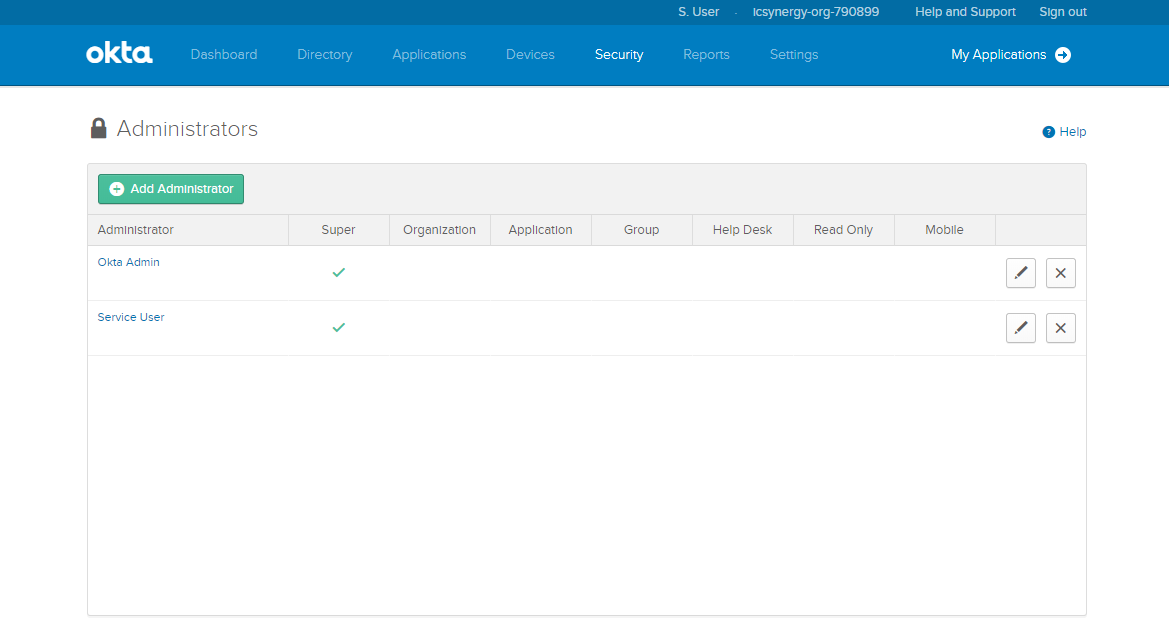 S. User - icsynergy-org-790899 Help and Support Sign out
okta Dashboard Directory Applications Devices Security Reports Settings My Applications
Administrators
? Help
Add Administrator
Administrator Super Organization Application Group Help Desk Read Only Mobile
Okta Admin
Service User